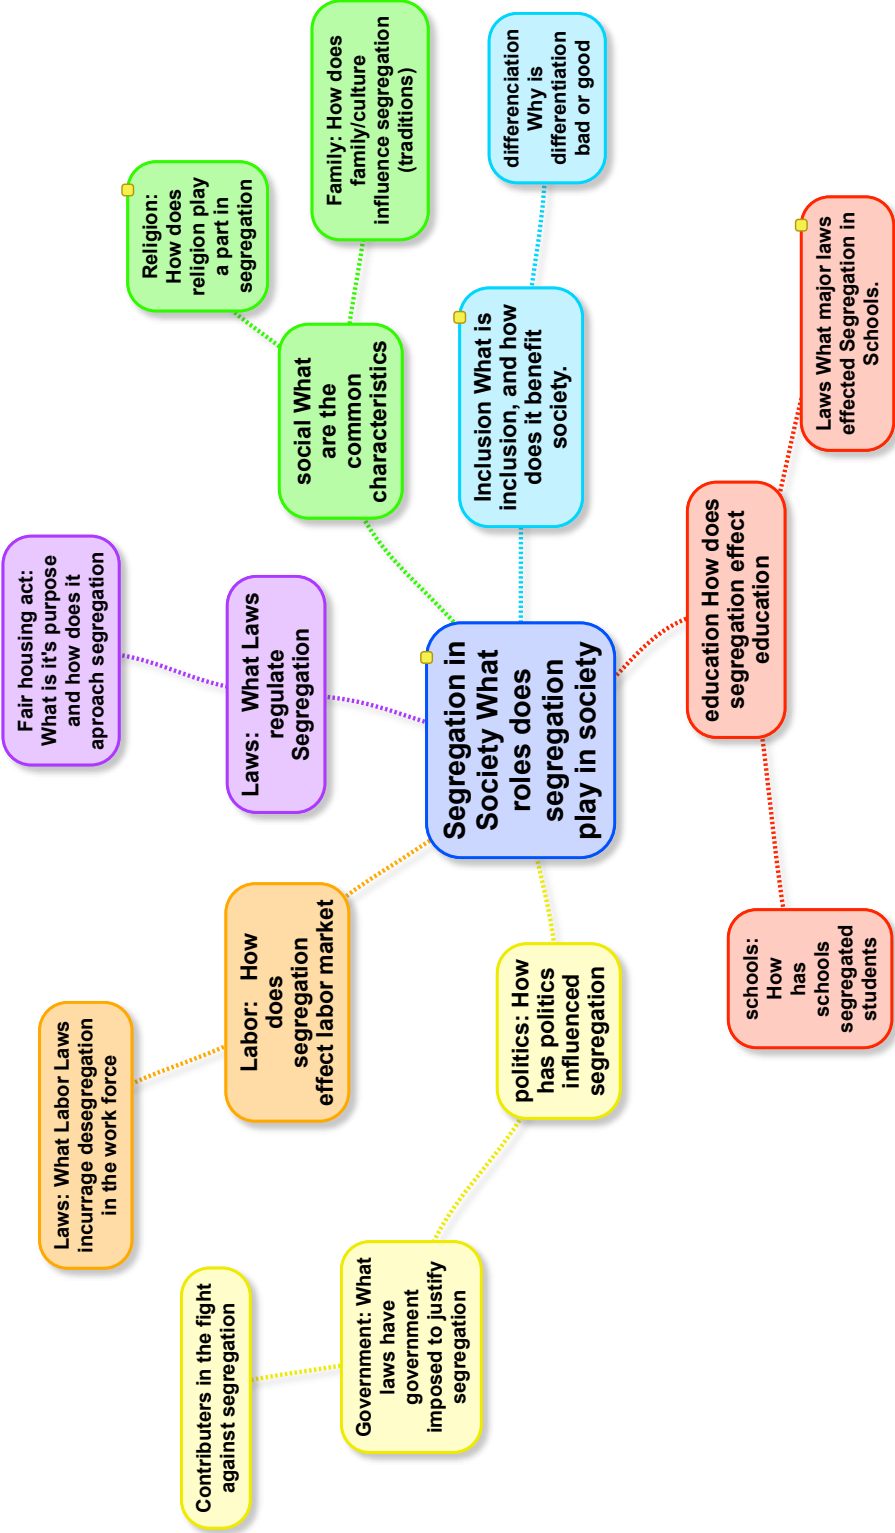 Contributers in the fight
against segregation
Government: What
laws have
government
imposed to justify
segregation
Laws: What Labor Laws
incurrage desegregation
in the work force
Labor: How
does
segregation
effect labor market
politics: How
has politics
influenced
segregation
Fair housing act:
What is it's purpose
and how does it
aproach segregation
Laws: What Laws
regulate
Segregation
Segregation in
Society What
roles does
segregation
play in society
schools:
How
has
schools
segregated
students
education How does
segregation effect
education
Laws What major laws
effected Segregation in
Schools.
social What
are the
common
characteristics
Religion:
How does
religion play
a part in
segregation
Family: How does
family/culture
influence segregation
(traditions)
Inclusion What is
inclusion, and how
does it benefit
society.
differenciation
Why is
differentiation
bad or good